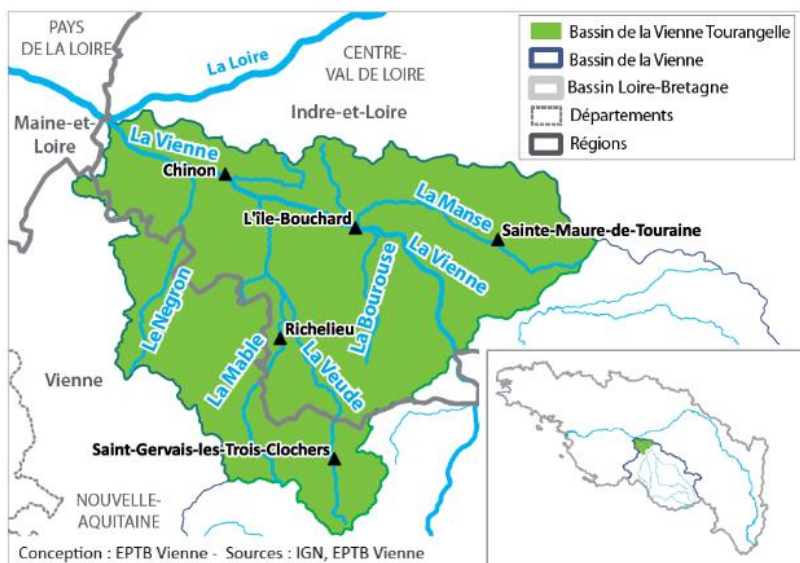 PAYS
DE LA LOIRE
La Loire
CENTRE-
VAL DE LOIRE
Bassin de la Vienne Tourangelle
Bassin de la Vienne
Bassin Loire-Bretagne
Départements
Régions
Maine-et-
Loire
Indre-et-Loire
La Vienne
Chinon
L'île-Bouchard
La Manse
Sainte-Maure-de-Touraine
La Vienne
Le Negron
La Bourouse
Richelieu
La Mable
La Veude
Vienne
Saint-Gervais-les-Trois-Clochers
NOUVELLE-
AQUITAINE
Conception : EPTB Vienne - Sources : IGN, EPTB Vienne